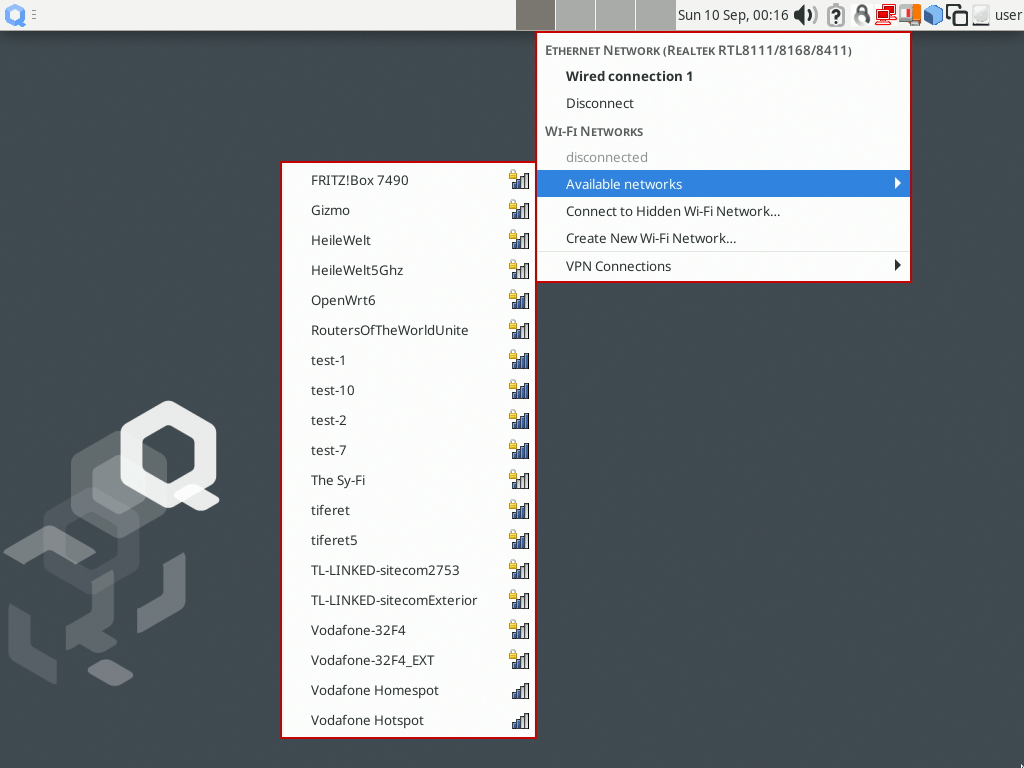 Sun 10 Sep, 00:16
user
Ethernet Network (Realtek RTL8111/8168/8411)
Wired connection 1
Disconnect
Wi-Fi Networks
disconnected
Available networks
Connect to Hidden Wi-Fi Network...
Create New Wi-Fi Network...
VPN Connections
FRITZ!Box 7490
Gizmo
HeileWelt
HeileWelt5Ghz
OpenWrt6
RoutersOfTheWorldUnite
test-1
test-10
test-2
test-7
The Sy-Fi
tiferet
tiferet5
TL-LINKED-sitecom2753
TL-LINKED-sitecomExterior
Vodafone-32F4
Vodafone-32F4_EXT
Vodafone Homespot
Vodafone Hotspot